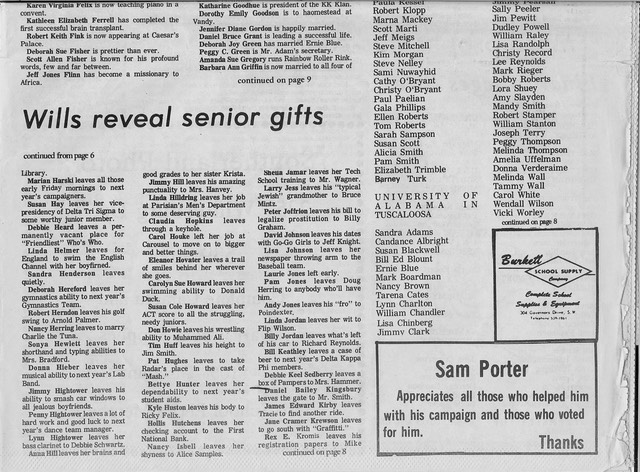 Karen Virginia Fix is now teaching piano in a
convent.
Kathleen Elizabeth Ferrell has completed the
first successful brain transplant.
Robert Keith Fink is now appearing at Caesar's
Palace.
Deborah Sue Fisher is prettier than ever.
Scott Allen Fisher is known for his profound
words, few and far between.
Jeff Jones Flinn has become a missionary to
Africa.
Katharine Goodhue is president of the KK Klan.
Dorothy Emily Goodson is to haomestead at
Vandy.
Jennifer Diane Gordon is happily married.
Daniel Bruce Grant is leading a successful life.
Deborah Joy Green has married Ernie Blue.
Peggy C. Green is Mr. Adam's secretary.
Amanda Sue Gregory runs Rainbow Roller Rink.
Barbara Ann Griffin is now married to all four of
continued on page 9
Wills reveal senior gifts
continued from page 6
Library.
Marian Harski leaves all those
early Friday mornings to next
year's campaigners.
Susan Hay leaves her vice-
presidency of Delta Tri Sigma to
some worthy junior member.
Debbie Heard leaves a per-
manently vacant place for
"Friendliest" Who's Who.
Linda Helmer leaves for
England to swim the English
Channel with her boyfirned.
Sandra Henderson leaves
quietly.
Deborah Hereford leaves her
gymnastics ability to next year's
Gymnastics Team.
Robert Herndon leaves his golf
swing to Arnold Palmer.
Nancy Herring leaves to marry
Charlie the Tuna.
Sonya Hewlett leaves her
shorthand and typing abilities to
Mrs. Bradford.
Donna Hieber leaves her
musical ability to next year's Lab
Band.
Jimmy Hightower leaves his
ability to smash car windows to
all jealous boyfriends.
Penny Hightower leaves a lot of
hard work and good luck to next
year's dance team manager.
Lynn Hightower leaves her
bass clarinet to Debbie Schwartz.
Anna Hill leaves her brains and
good grades to her sister Krista.
Jimmy Hill leaves his amazing
punctuality to Mrs. Hanvey.
Linda Hilldring leaves her job
at Parisian's Men's Department
to some deserving guy.
Claudia Hopkins leaves
through a keyhole.
Carol Houke left her job at
Carousel to move on to bigger
and better things.
Eleanor Hovater leaves a trail
of smiles behind her wherever
she goes.
Carolya Sue Howard leaves her
swimming ability to Donald
Duck.
Susan Cole Howard leaves her
ACT score to all the struggling,
needy juniors.
Don Howle leaves his wrestling
ability to Muhammed Ali.
Tim Huff leaves his height to
Jim Smith.
Pat Hughes leaves to take
Radar's place in the cast of
"Mash."
Bettye Hunter leaves her
dependability to next year's
student aids.
Kyle Huston leaves his body to
Ricky Felix.
Hollis Hutchens leaves her
checking account to the First
National Bank.
Nancy Isbell leaves her
shyness to Alice Samples.
Sheua Jamar leaves her Tech
School training to Mr. Wagner.
Larry Jess leaves his "typical
Jewish" grandmother to Bruce
Mintz.
Peter Jeffrion leaves his bill to
legalize prostitution to Billy
Graham.
David Johnson leaves his dates
with Go-Go Girls to Jeff Knight.
Lisa Johnson leaves her
newspaper throwing arm to the
Baseball team.
Laurie Jones left early.
Pam Jones leaves Doug
Herring to anybody who'll have
him.
Andy Jones leaves his "fro" to
Poindexter.
Linda Jordan leaves her wit to
Flip Wilson.
Billy Jordan leaves what's left
of his car to Richard Reynolds.
Bill Keathley leaves a case of
beer to next year's Delta Kappa
Phi members.
Debbie Keel Sedberry leaves a
box of Pampers to Mrs. Hammer.
Daniel Bailey Kingsbury
leaves the gate to Mr. Smith.
James Edward Kirby leaves
Tracie to find another ride.
Jane Cramer Krewson leaves
to go south with "Graffitti."
Rex E. Kromis leaves his
registration papers to Mike
continued on page 8
Paula Kessel
Robert Klopp
Marna Mackey
Scott Marti
Jeff Meigs
Steve Mitchell
Kim Morgan
Steve Nelley
Sami Nuwayhid
Cathy O'Bryant
Christy O'Bryant
Paul Paelian
Gala Phillips
Ellen Roberts
Tom Roberts
Sarah Sampson
Susan Scott
Alicia Smith
Pam Smith
Elizabeth Trimble
Barney Turk
UNIVERSITY OF
ALABAMA IN
TUSCALOOSA
Sandra Adams
Candance Albright
Susan Blackwell
Bill Ed Blount
Ernie Blue
Mark Boardman
Nancy Brown
Tarena Cates
Lynn Charlton
William Chandler
Lisa Chinberg
Jimmy Clark
Jimmy Pearson
Sally Peeler
Jim Pewitt
Dudley Powell
William Raley
Lisa Randolph
Christy Record
Lee Reynolds
Mark Rieger
Bobby Roberts
Lora Shuey
Amy Slayden
Mandy Smith
Robert Stamper
William Stanton
Joseph Terry
Peggy Thompson
Melinda Thompson
Amelia Uffelman
Donna Verderaime
Melinda Wall
Tammy Wall
Carol White
Wendall Wilson
Vicki Worley
continued on page 8
Burkett
SCHOOL SUPPLY
Company
Complete School
Supplies & Equipment
304 Governors Drive, S.W.
Sam Porter
Appreciates all those who helped him
with his campaign and those who voted
for him.
Thanks